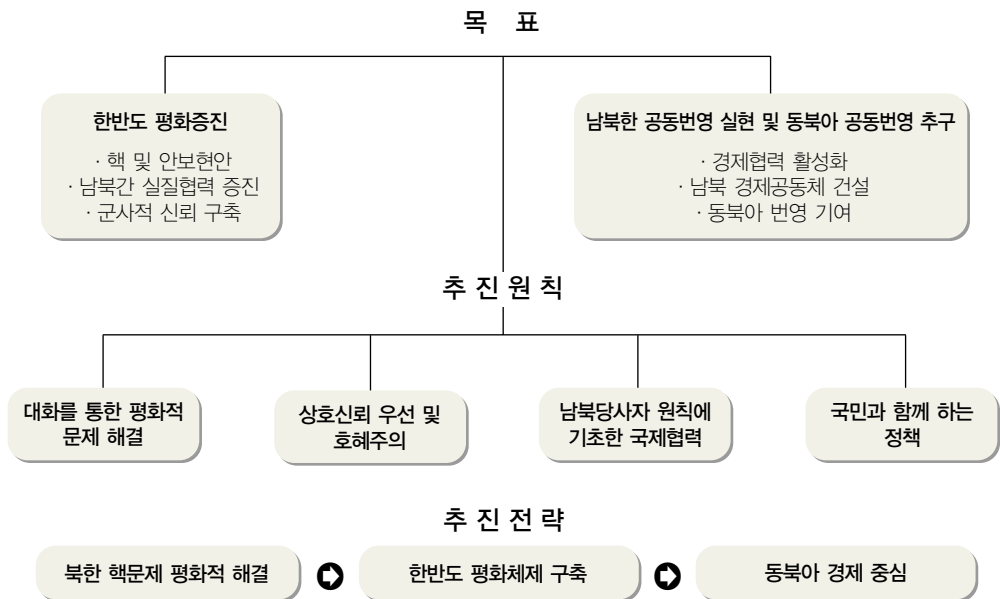 목 표
한반도 평화증진
· 핵 및 안보현안
· 남북간 실질협력 증진
· 군사적 신뢰 구축
남북한 공동번영 실현 및 동북아 공동번영 추구
· 경제협력 활성화
· 남북 경제공동체 건설
· 동북아 번영 기여
추 진 원 칙
대화를 통한 평화적
문제 해결
상호신뢰 우선 및
호혜주의
남북당사자 원칙에
기초한 국제협력
국민과 함께 하는
정책
추 진 전 략
북한 핵문제 평화적 해결
한반도 평화체제 구축
동북아 경제 중심